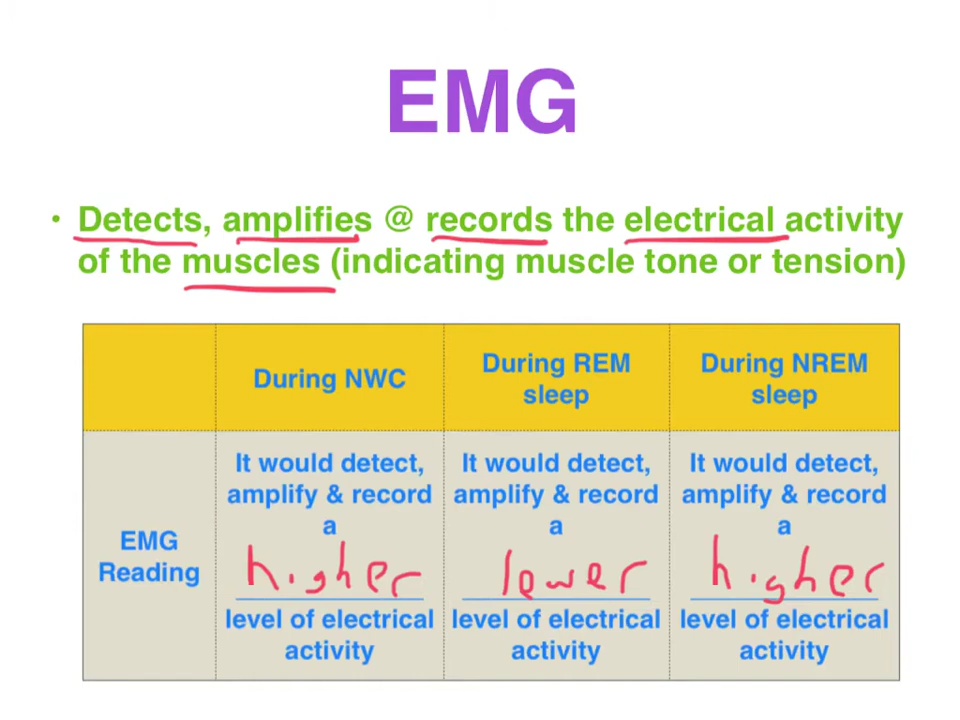 EMG
• Detects, amplifies @ records the electrical activity
of the muscles (indicating muscle tone or tension)
During NWC
During REM
sleep
During NREM
sleep
EMG
Reading
It would detect,
amplify & record
a
higher
level of electrical
activity
It would detect,
amplify & record
a
lower
level of electrical
activity
It would detect,
amplify & record
a
higher
level of electrical
activity